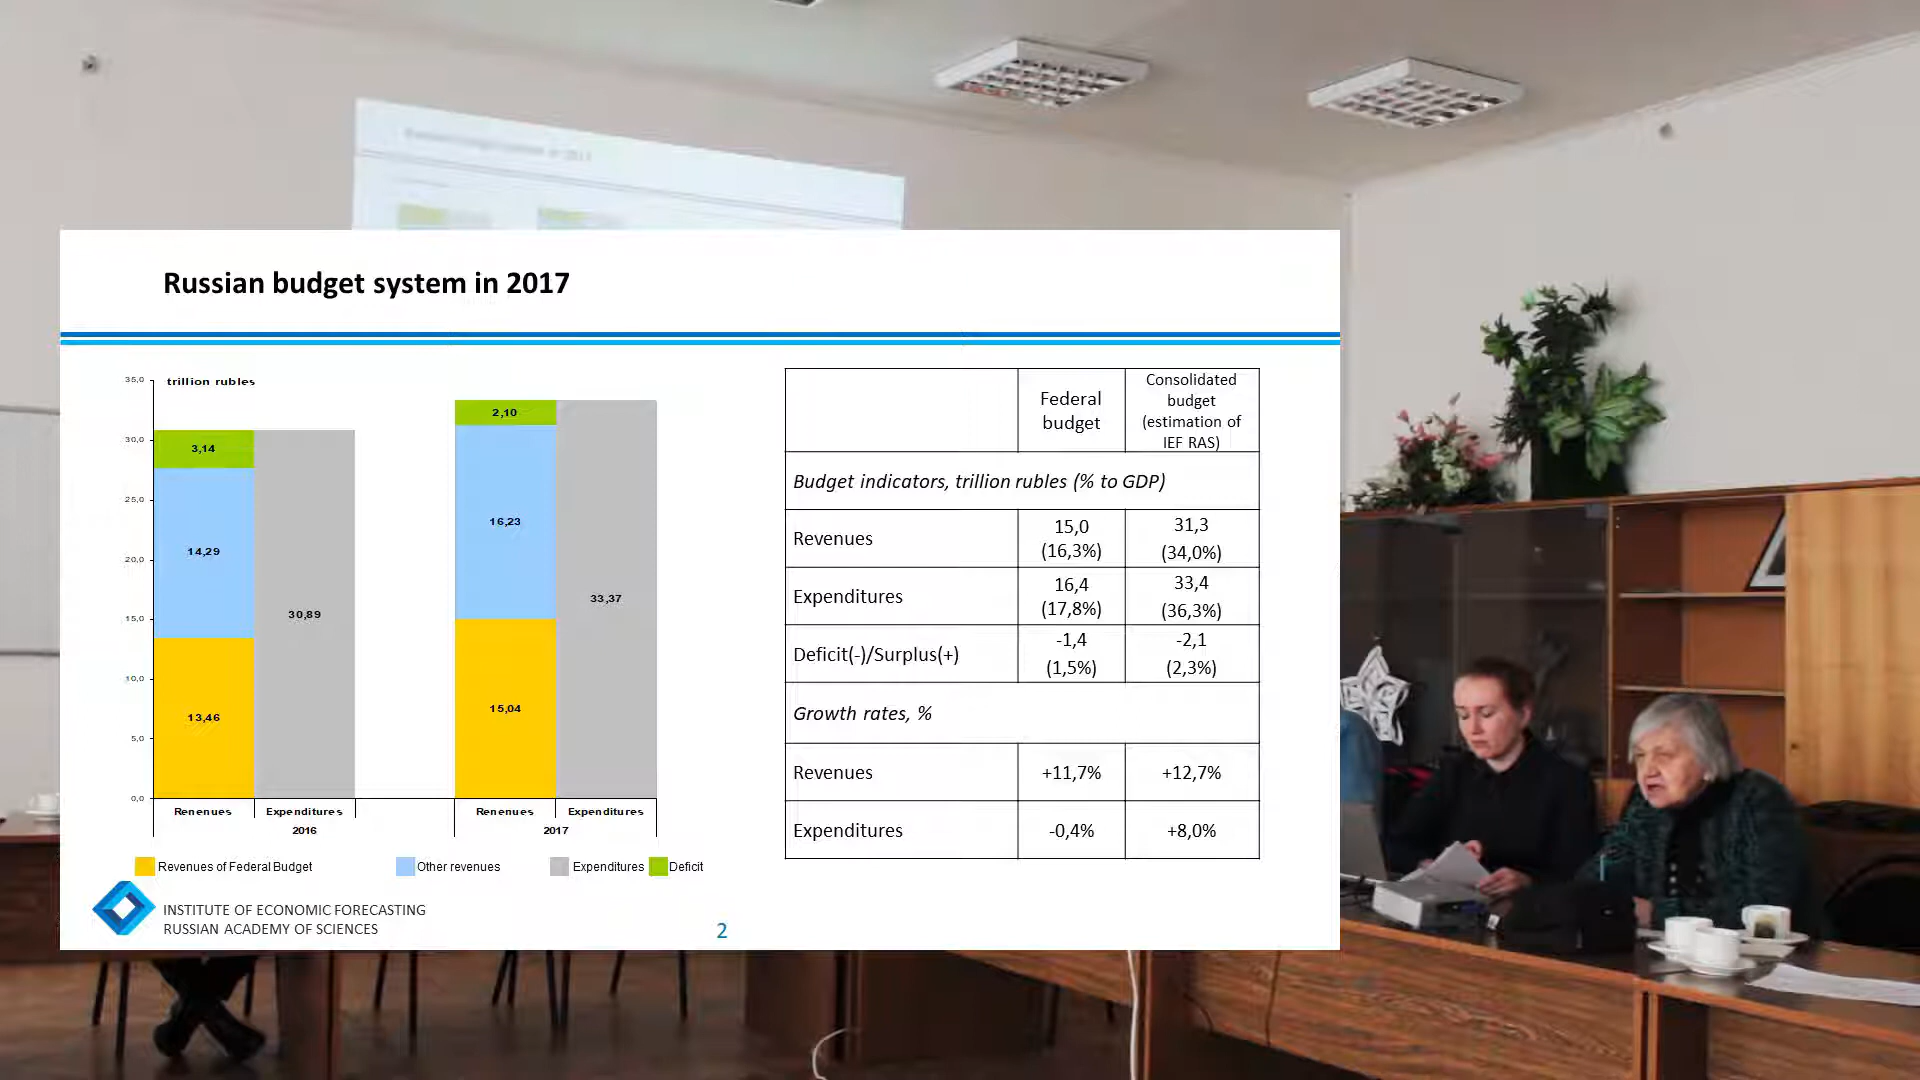 Russian budget system in 2017
trillion rubles
35,0
30,0
25,0
20,0
15,0
10,0
5,0
0,0
3,14
14,29
13,46
30,89
2,10
16,23
15,04
33,37
Renenues
Expenditures
Renenues
Expenditures
2016
2017
Revenues of Federal Budget
Other revenues
Expenditures
Deficit
Federal
budget
Consolidated
budget
(estimation of
IEF RAS)
Budget indicators, trillion rubles (% to GDP)
Revenues
15,0
(16,3%)
31,3
(34,0%)
Expenditures
16,4
(17,8%)
33,4
(36,3%)
Deficit(-)/Surplus(+)
-1,4
(1,5%)
-2,1
(2,3%)
Growth rates, %
Revenues
+11,7%
+12,7%
Expenditures
-0,4%
+8,0%
INSTITUTE OF ECONOMIC FORECASTING
RUSSIAN ACADEMY OF SCIENCES
2